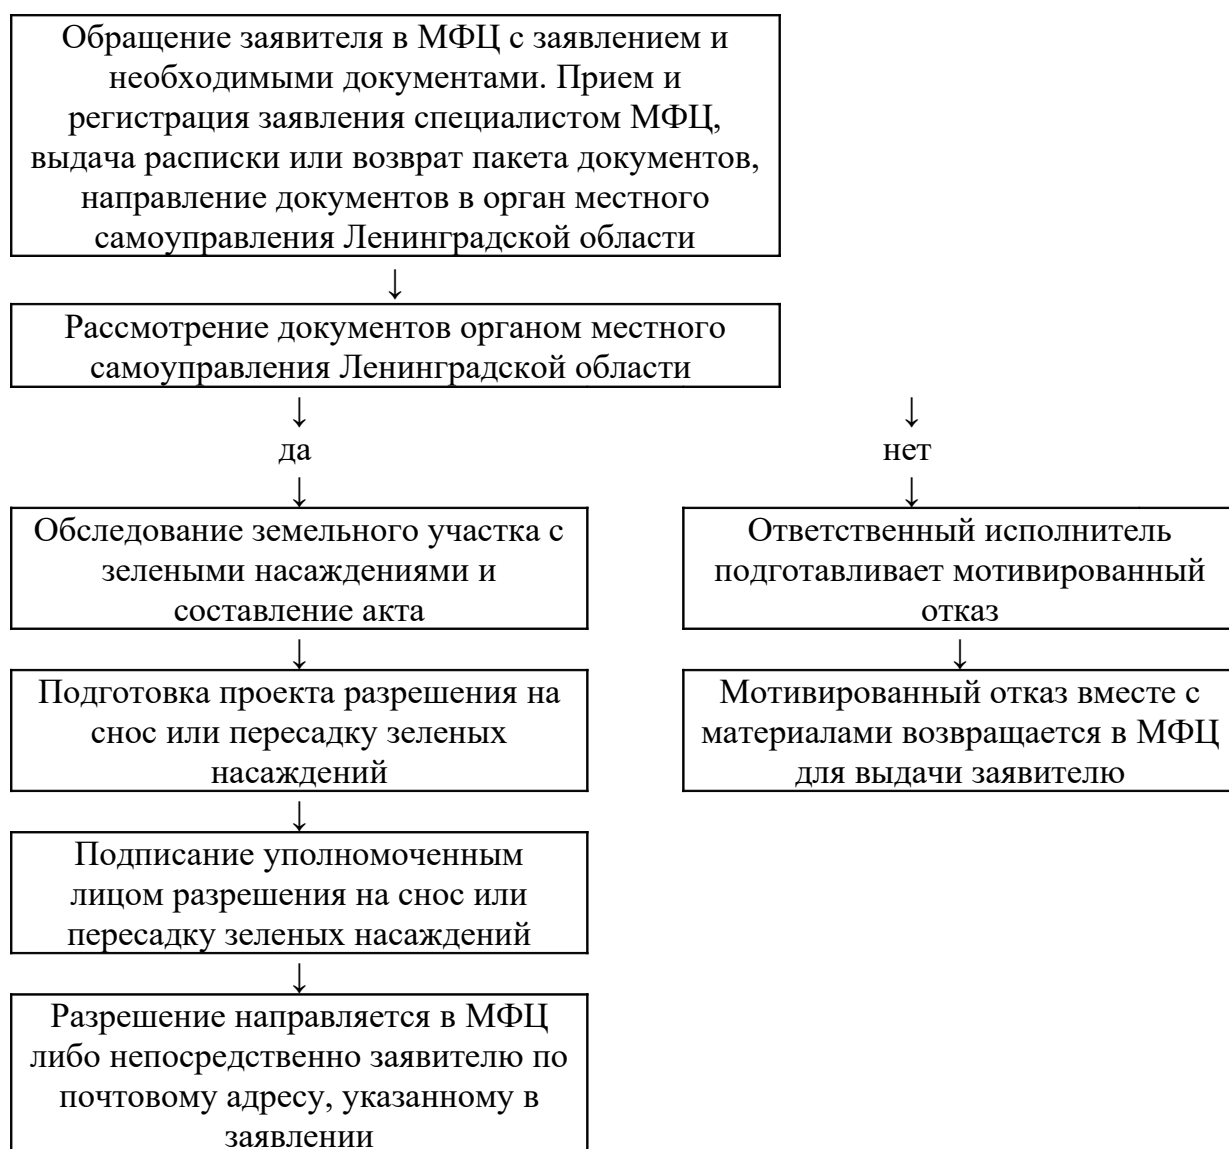 Обращение заявителя в МФЦ с заявлением и
необходимыми документами. Прием и
регистрация заявления специалистом МФЦ,
выдача расписки или возврат пакета документов,
направление документов в орган местного
самоуправления Ленинградской области
↓
Рассмотрение документов органом местного
самоуправления Ленинградской области
↓
да
↓
↓
нет
↓
Обследование земельного участка с
зелеными насаждениями и
составление акта
Ответственный исполнитель
подготавливает мотивированный
отказ
↓
↓
Подготовка проекта разрешения на
снос или пересадку зеленых
насаждений
Мотивированный отказ вместе с
материалами возвращается в МФЦ
для выдачи заявителю
↓
Подписание уполномоченным
лицом разрешения на снос или
пересадку зеленых насаждений
↓
Разрешение направляется в МФЦ
либо непосредственно заявителю по
почтовому адресу, указанному в
заявлении